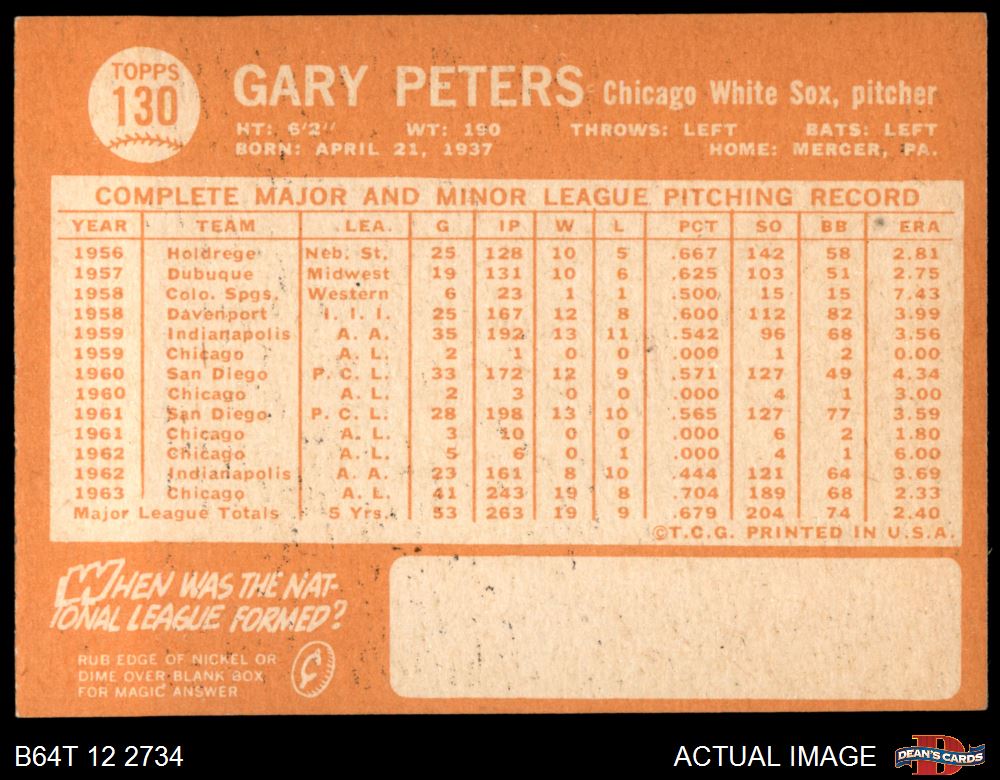 TOPPS
130
GARY PETERS Chicago White Sox, pitcher
HT: 6'2" WT: 190 THROWS: LEFT BATS: LEFT
BORN: APRIL 21, 1937 HOME: MERCER, PA.
COMPLETE MAJOR AND MINOR LEAGUE PITCHING RECORD
YEAR TEAM LEA. G IP W L PCT SO BB ERA
1956 Holdrege Neb. St. 25 128 10 5 .667 142 58 2.81
1957 Dubuque Midwest 19 131 10 6 .625 103 51 2.75
1958 Colo. Spgs. Western 6 23 1 1 .500 15 15 7.43
1958 Davenport I. I. I. 25 167 12 8 .600 112 82 3.99
1959 Indianapolis A. A. 35 192 13 11 .542 96 68 3.56
1959 Chicago A. L. 2 1 0 0 .000 1 2 0.00
1960 San Diego P. C. L. 33 172 12 9 .571 127 49 4.34
1960 Chicago A. L. 2 3 0 0 .000 4 1 3.00
1961 San Diego P. C. L. 28 198 13 10 .565 127 77 3.59
1961 Chicago A. L. 3 10 0 0 .000 6 2 1.80
1962 Chicago A. L. 5 6 0 1 .000 4 1 6.00
1962 Indianapolis A. A. 23 161 8 10 .444 121 64 3.69
1963 Chicago A. L. 41 243 19 8 .704 189 68 2.33
Major League Totals 5 Yrs. 53 263 19 9 .679 204 74 2.40
©T.C.G. PRINTED IN U.S.A.
WHEN WAS THE NAT-
IONAL LEAGUE FORMED?
RUB EDGE OF NICKEL OR
DIME OVER BLANK BOX
FOR MAGIC ANSWER
B64T 12 2734 ACTUAL IMAGE DEAN'S CARDS